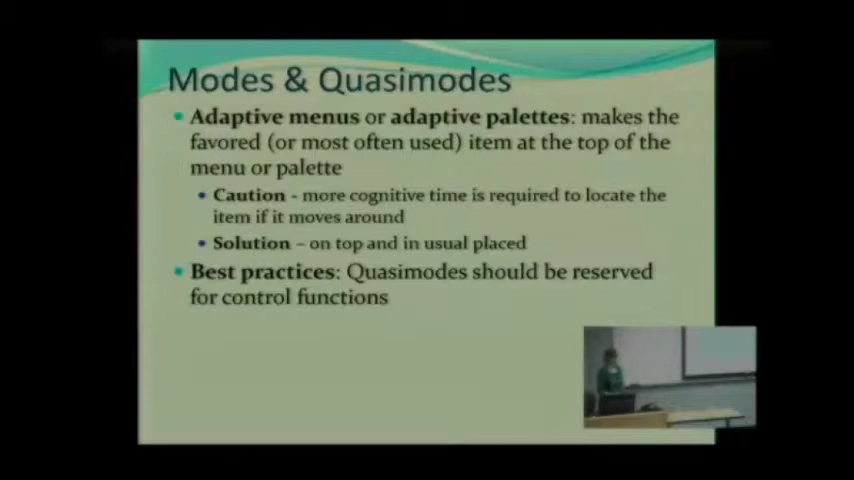 Modes & Quasimodes
Adaptive menus or adaptive palettes: makes the
favored (or most often used) item at the top of the
menu or palette
Caution - more cognitive time is required to locate the
item if it moves around
Solution – on top and in usual placed
Best practices: Quasimodes should be reserved
for control functions